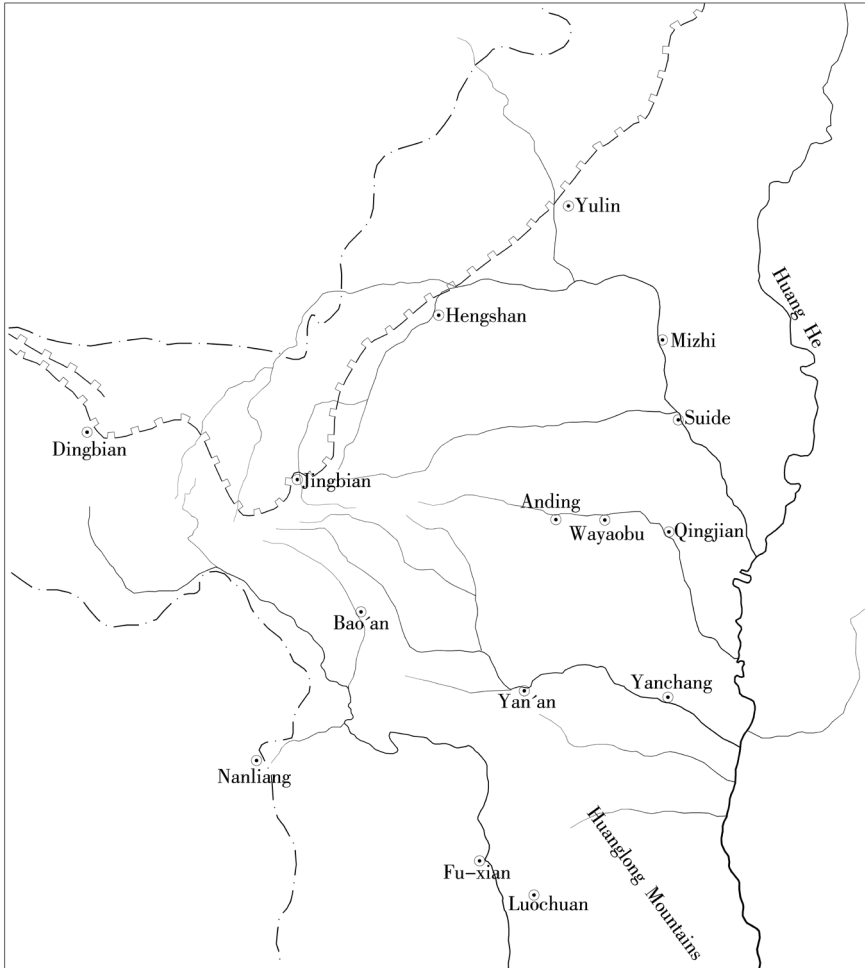 Yulin
Huang He
Hengshan
Mizhi
Suide
Dingbian
Jingbian
Anding
Wayaobu
Qingjian
Bao'an
Yanchang
Yan'an
Nanliang
Huanglong Mountains
Fu-xian
Luochuan